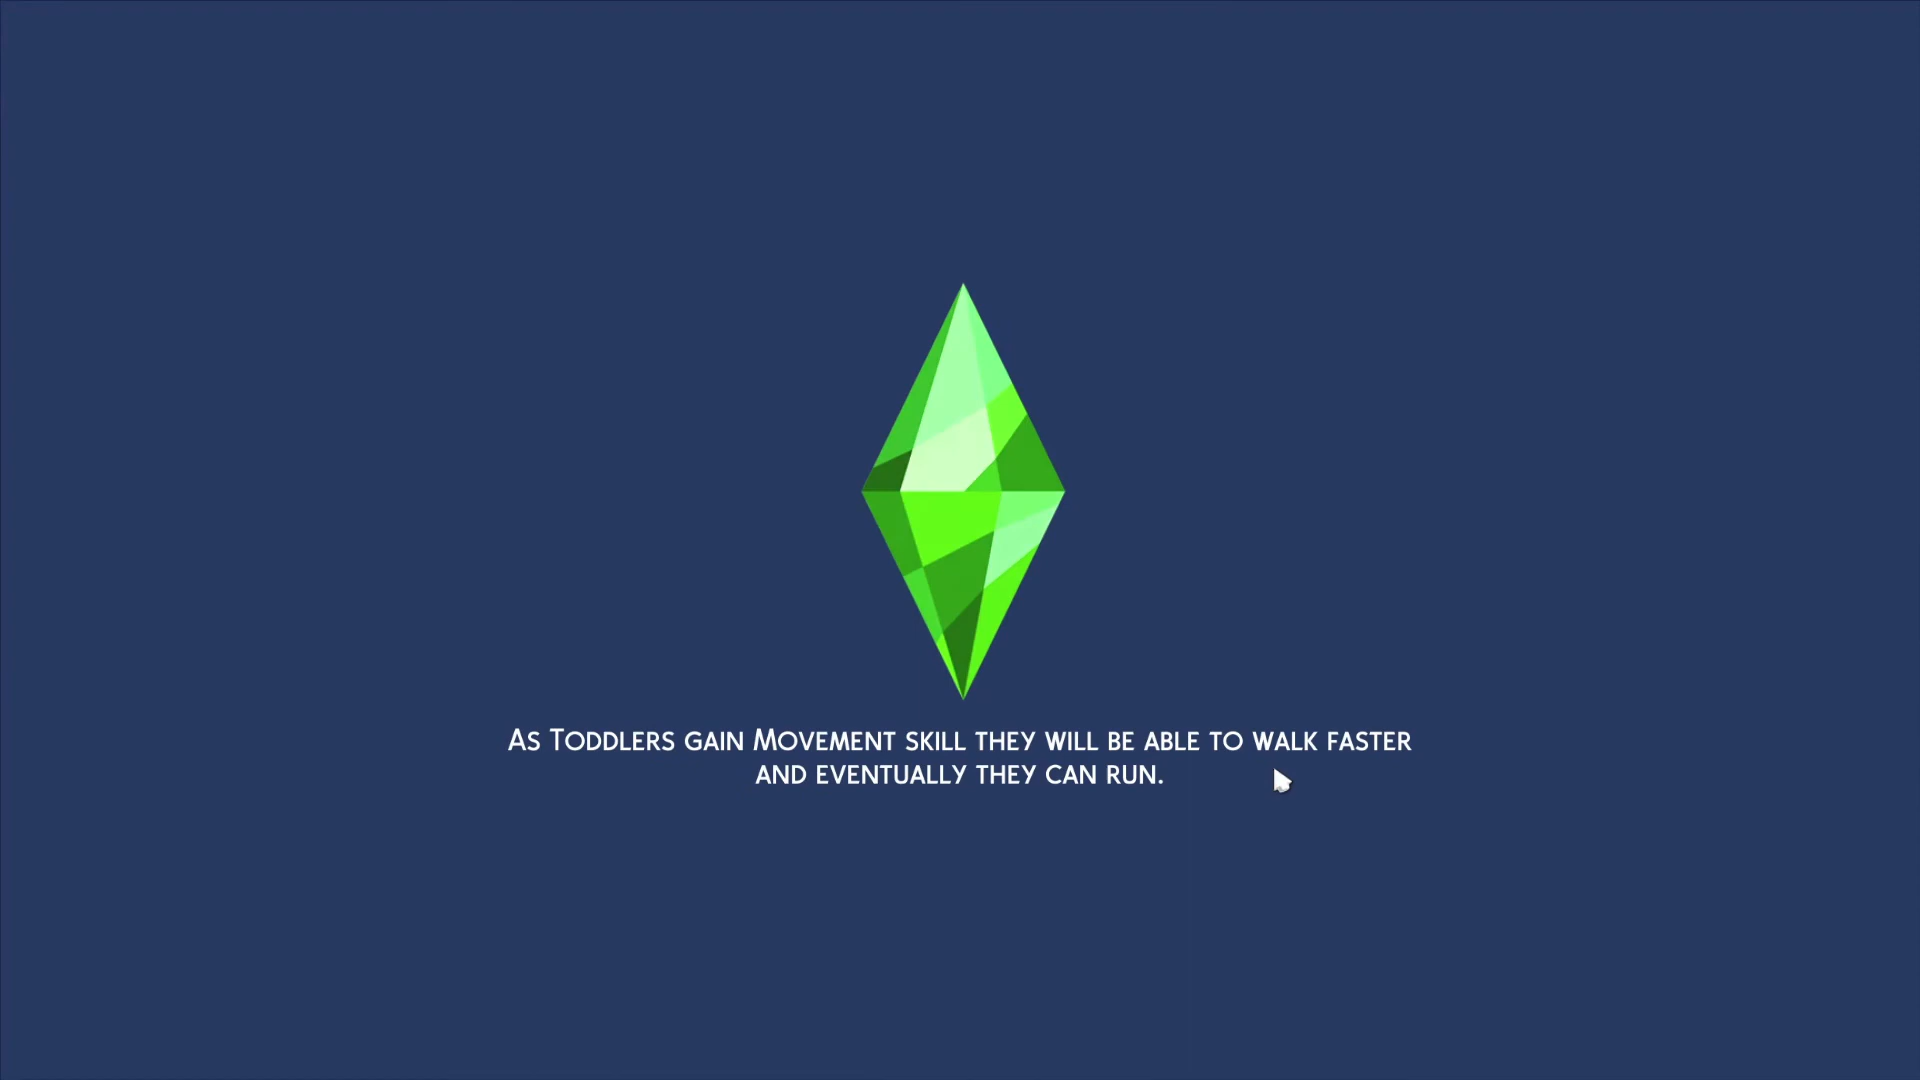 As Toddlers gain Movement skill they will be able to walk faster
and eventually they can run.